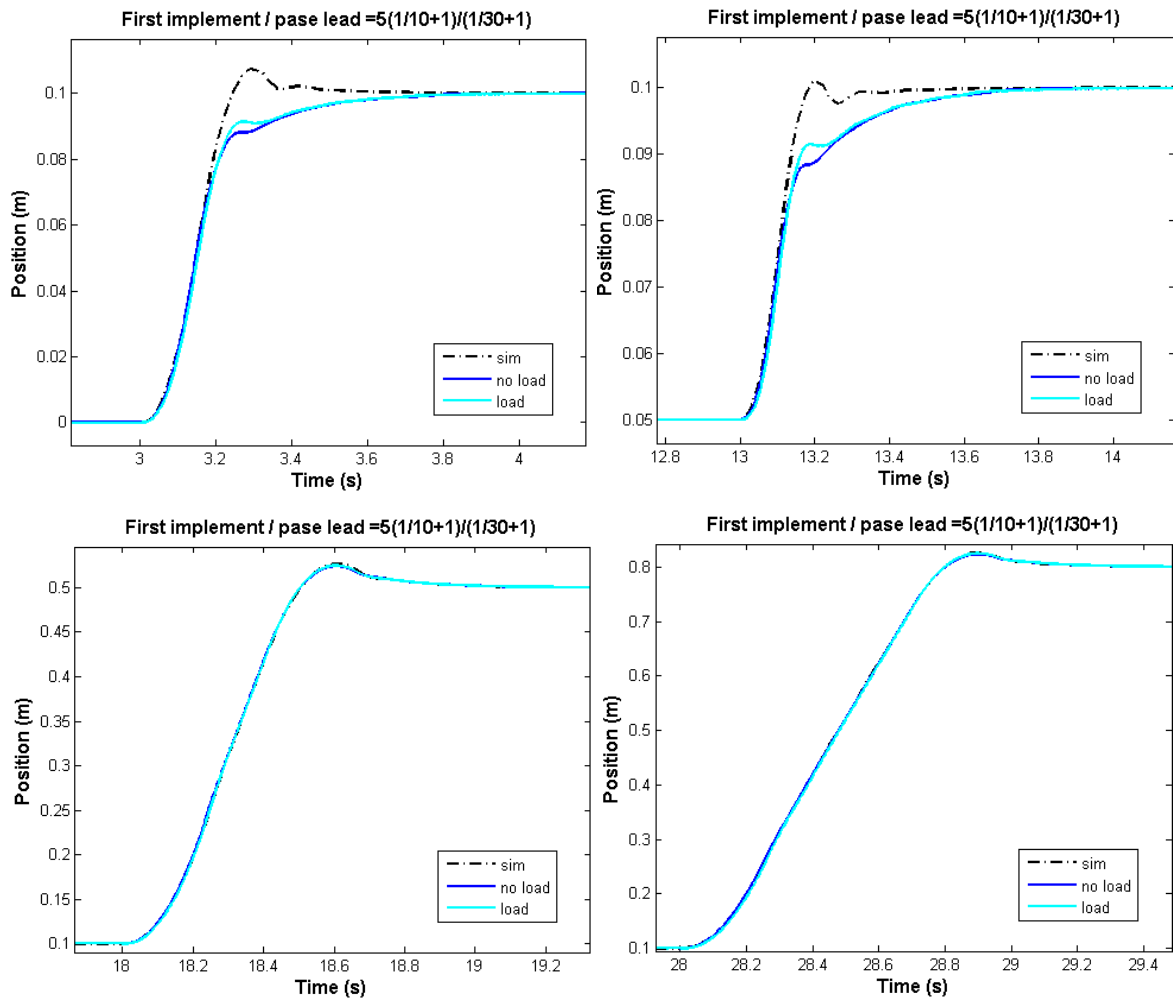 First implement / pase lead =5(1/10+1)/(1/30+1)
0.1
0.08
0.06
0.04
0.02
0
Position (m)
sim
no load
load
3
3.2
3.4
3.6
3.8
4
Time (s)
First implement / pase lead =5(1/10+1)/(1/30+1)
0.1
0.09
0.08
0.07
0.06
0.05
Position (m)
sim
no load
load
12.8
13
13.2
13.4
13.6
13.8
14
Time (s)
First implement / pase lead =5(1/10+1)/(1/30+1)
0.5
0.45
0.4
0.35
0.3
0.25
0.2
0.15
0.1
Position (m)
sim
no load
load
18
18.2
18.4
18.6
18.8
19
19.2
Time (s)
First implement / pase lead =5(1/10+1)/(1/30+1)
0.8
0.7
0.6
0.5
0.4
0.3
0.2
0.1
Position (m)
sim
no load
load
28
28.2
28.4
28.6
28.8
29
29.2
29.4
Time (s)